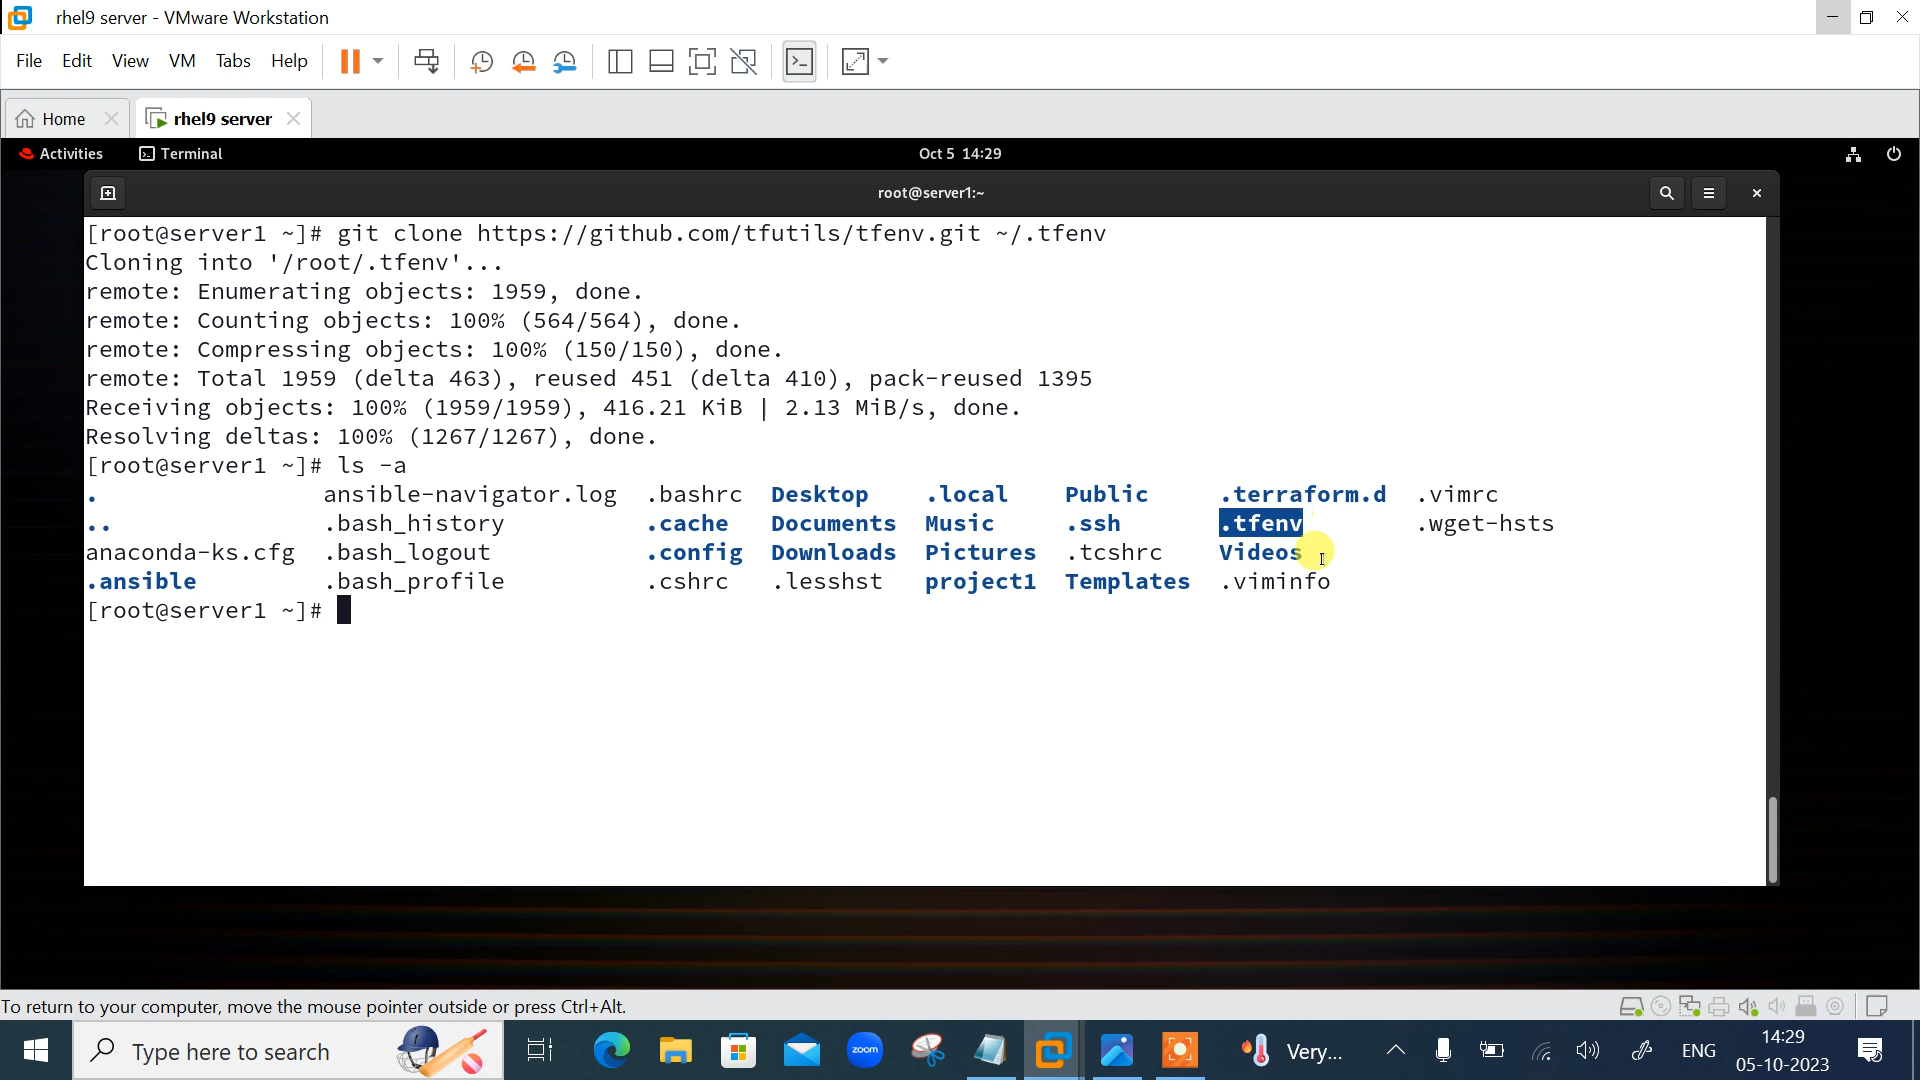 rhel9 server - VMware Workstation
File Edit View VM Tabs Help
Home
rhel9 server
Activities Terminal Oct 5 14:29
root@server1:~
[root@server1 ~]# git clone https://github.com/tfutils/tfenv.git ~/.tfenv
Cloning into '/root/.tfenv'...
remote: Enumerating objects: 1959, done.
remote: Counting objects: 100% (564/564), done.
remote: Compressing objects: 100% (150/150), done.
remote: Total 1959 (delta 463), reused 451 (delta 410), pack-reused 1395
Receiving objects: 100% (1959/1959), 416.21 KiB | 2.13 MiB/s, done.
Resolving deltas: 100% (1267/1267), done.
[root@server1 ~]# ls -a
. ansible-navigator.log .bashrc Desktop .local Public .terraform.d .vimrc
.. .bash_history .cache Documents Music .ssh .tfenv .wget-hsts
anaconda-ks.cfg .bash_logout .config Downloads Pictures .tcshrc Videos
.ansible .bash_profile .cshrc .lesshst project1 Templates .viminfo
[root@server1 ~]#
To return to your computer, move the mouse pointer outside or press Ctrl+Alt.
Type here to search
zoom
Very...
ENG
14:29
05-10-2023